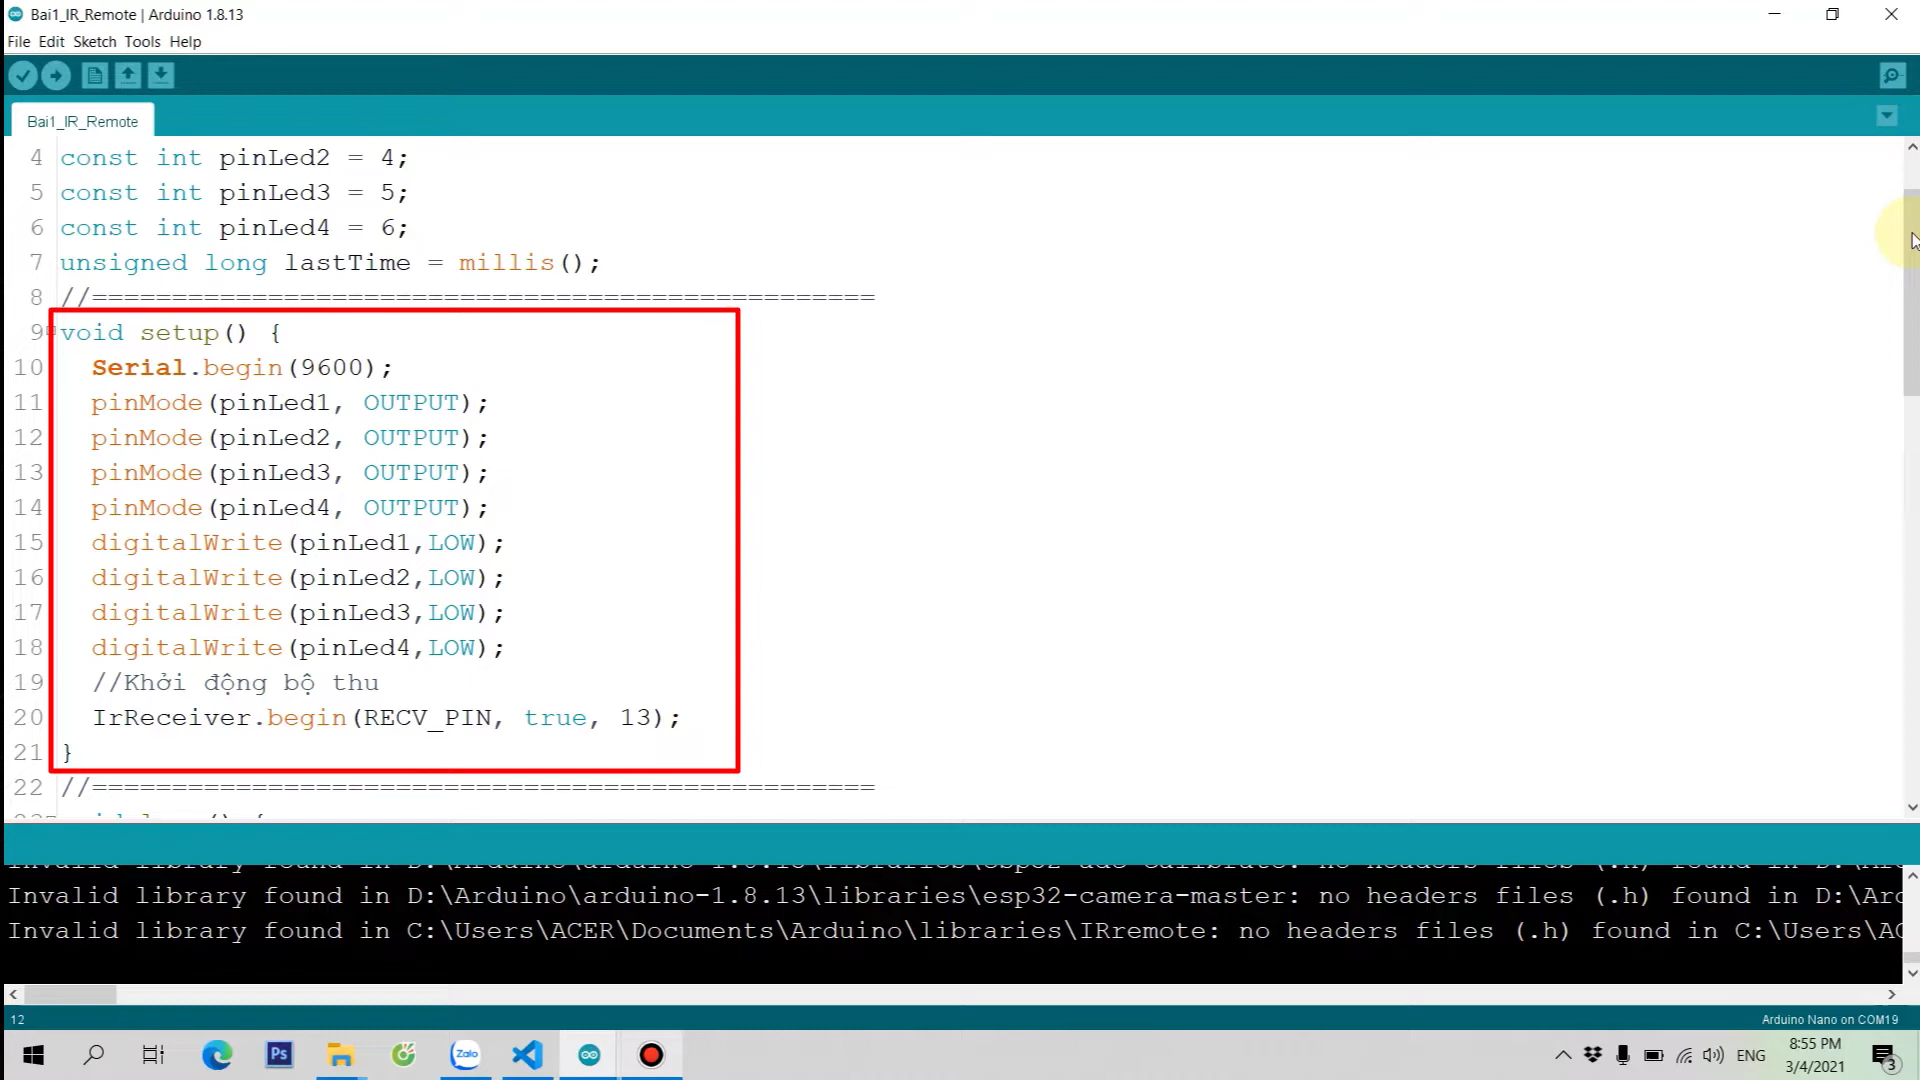 Bai1_IR_Remote | Arduino 1.8.13
File Edit Sketch Tools Help
Bai1_IR_Remote
4 const int pinLed2 = 4;
5 const int pinLed3 = 5;
6 const int pinLed4 = 6;
7 unsigned long lastTime = millis();
8 //=================================================
9 void setup() {
10 Serial.begin(9600);
11 pinMode(pinLed1, OUTPUT);
12 pinMode(pinLed2, OUTPUT);
13 pinMode(pinLed3, OUTPUT);
14 pinMode(pinLed4, OUTPUT);
15 digitalWrite(pinLed1,LOW);
16 digitalWrite(pinLed2,LOW);
17 digitalWrite(pinLed3,LOW);
18 digitalWrite(pinLed4,LOW);
19 //Khởi động bộ thu
20 IrReceiver.begin(RECV_PIN, true, 13);
21 }
22 //=================================================
Invalid library found in D:\Arduino\arduino-1.8.13\libraries\esp32-camera-master: no headers files (.h) found in D:\Ard
Invalid library found in C:\Users\ACER\Documents\Arduino\libraries\IRremote: no headers files (.h) found in C:\Users\AC
12
Arduino Nano on COM19
Ps
Zalo
ENG
8:55 PM
3/4/2021
3